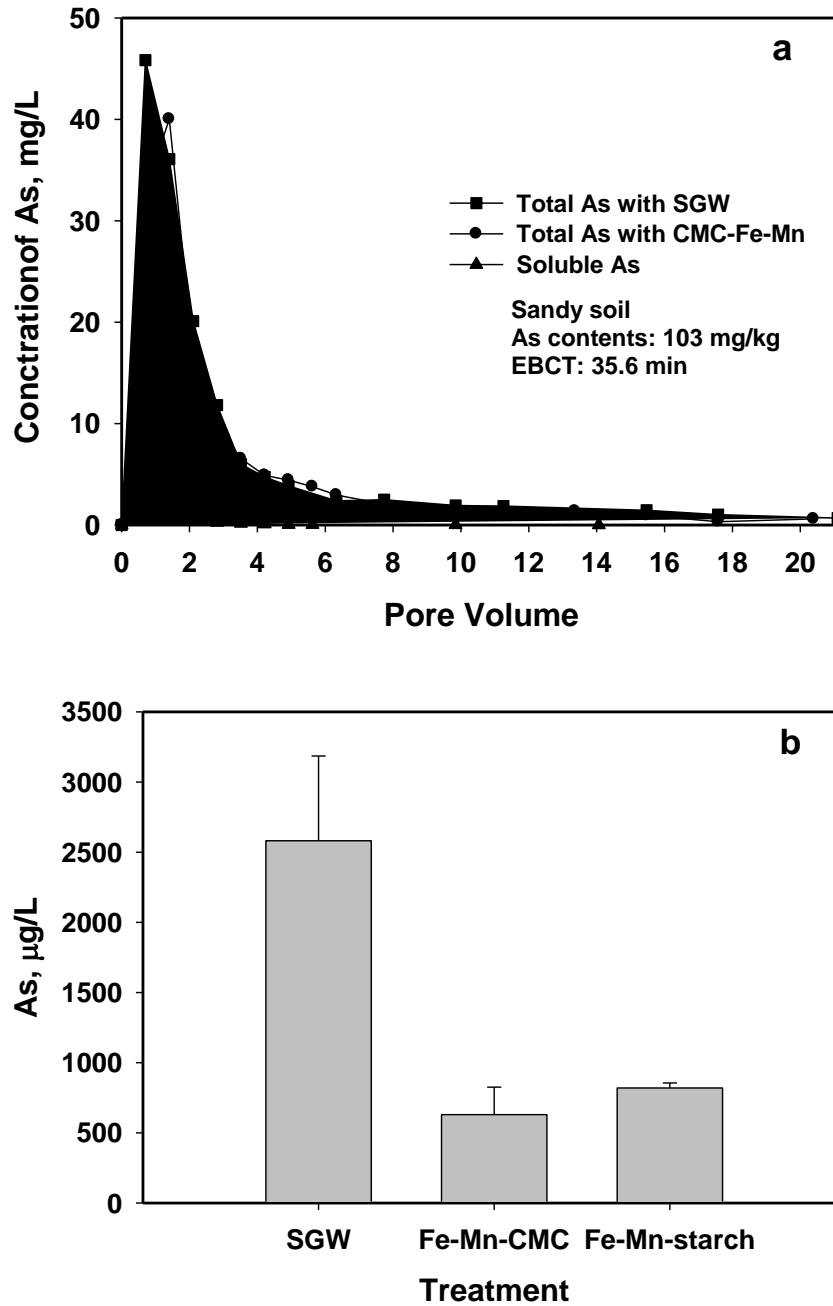 a
50
40
30
20
10
0
Conctrationof As, mg/L
Total As with SGW
Total As with CMC-Fe-Mn
Soluble As
Sandy soil
As contents: 103 mg/kg
EBCT: 35.6 min
0 2 4 6 8 10 12 14 16 18 20
Pore Volume
b
3500
3000
2500
2000
1500
1000
500
0
As, μg/L
SGW Fe-Mn-CMC Fe-Mn-starch
Treatment